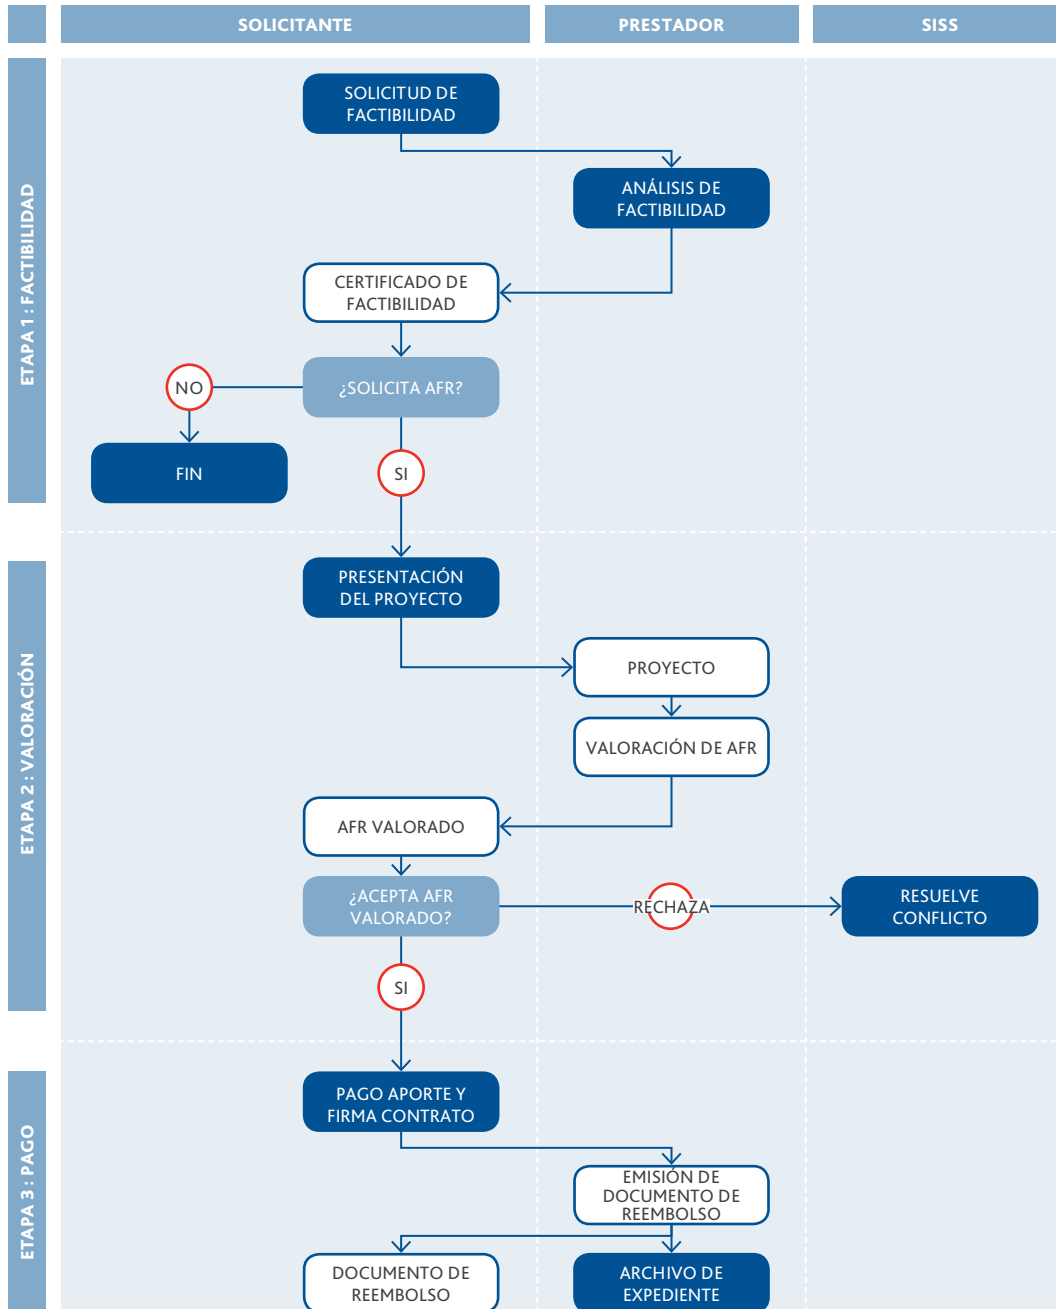 SOLICITANTE
PRESTADOR
SISS
ETAPA 1 : FACTIBILIDAD
SOLICITUD DE
FACTIBILIDAD
ANÁLISIS DE
FACTIBILIDAD
CERTIFICADO DE
FACTIBILIDAD
¿SOLICITA AFR?
NO
FIN
SI
ETAPA 2 : VALORACIÓN
PRESENTACIÓN
DEL PROYECTO
PROYECTO
VALORACIÓN DE AFR
AFR VALORADO
¿ACEPTA AFR
VALORADO?
RECHAZA
RESUELVE
CONFLICTO
SI
ETAPA 3 : PAGO
PAGO APORTE Y
FIRMA CONTRATO
EMISIÓN DE
DOCUMENTO DE
REEMBOLSO
DOCUMENTO DE
REEMBOLSO
ARCHIVO DE
EXPEDIENTE